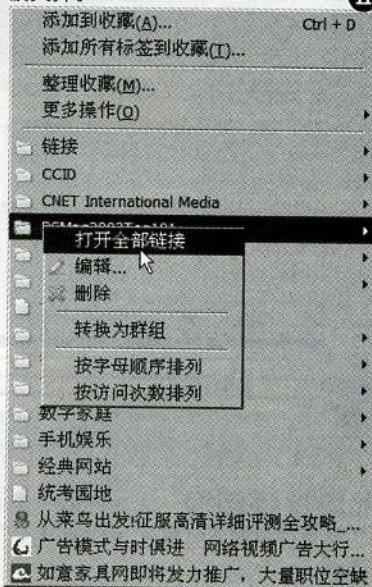 添加到收藏(A)... Ctrl + D
添加所有标签到收藏(T)...
整理收藏(M)...
更多操作(O)
链接
CCID
CNET International Media
打开全部链接
编辑...
删除
转换为群组
按字母顺序排列
按访问次数排列
数字家庭
手机娱乐
经典网站
统考园地
从菜鸟出发!征服高清详细评测全攻略_...
广告模式与时俱进 网络视频广告大行...
如意家具网即将发力推广，大量职位空缺